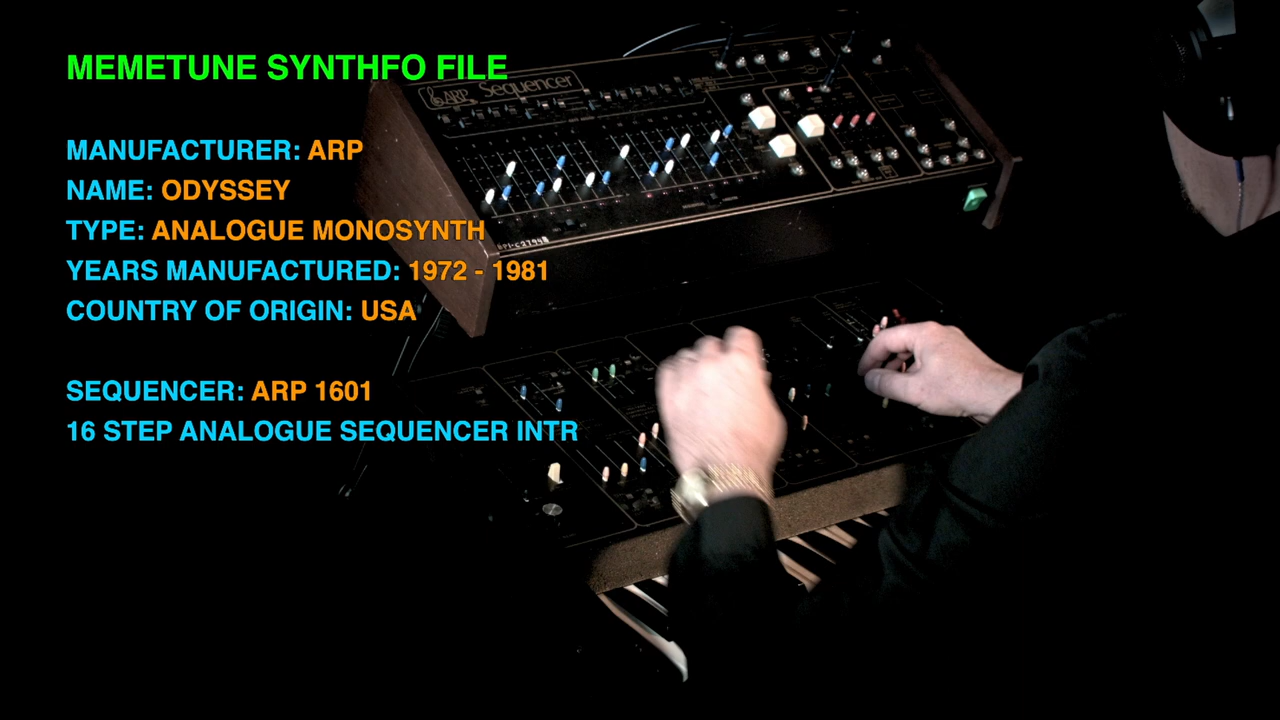 MEMETUNE SYNTHFO FILE
ARP Sequencer
MANUFACTURER: ARP
NAME: ODYSSEY
TYPE: ANALOGUE MONOSYNTH
YEARS MANUFACTURED: 1972 - 1981
COUNTRY OF ORIGIN: USA
SEQUENCER: ARP 1601
16 STEP ANALOGUE SEQUENCER INTR